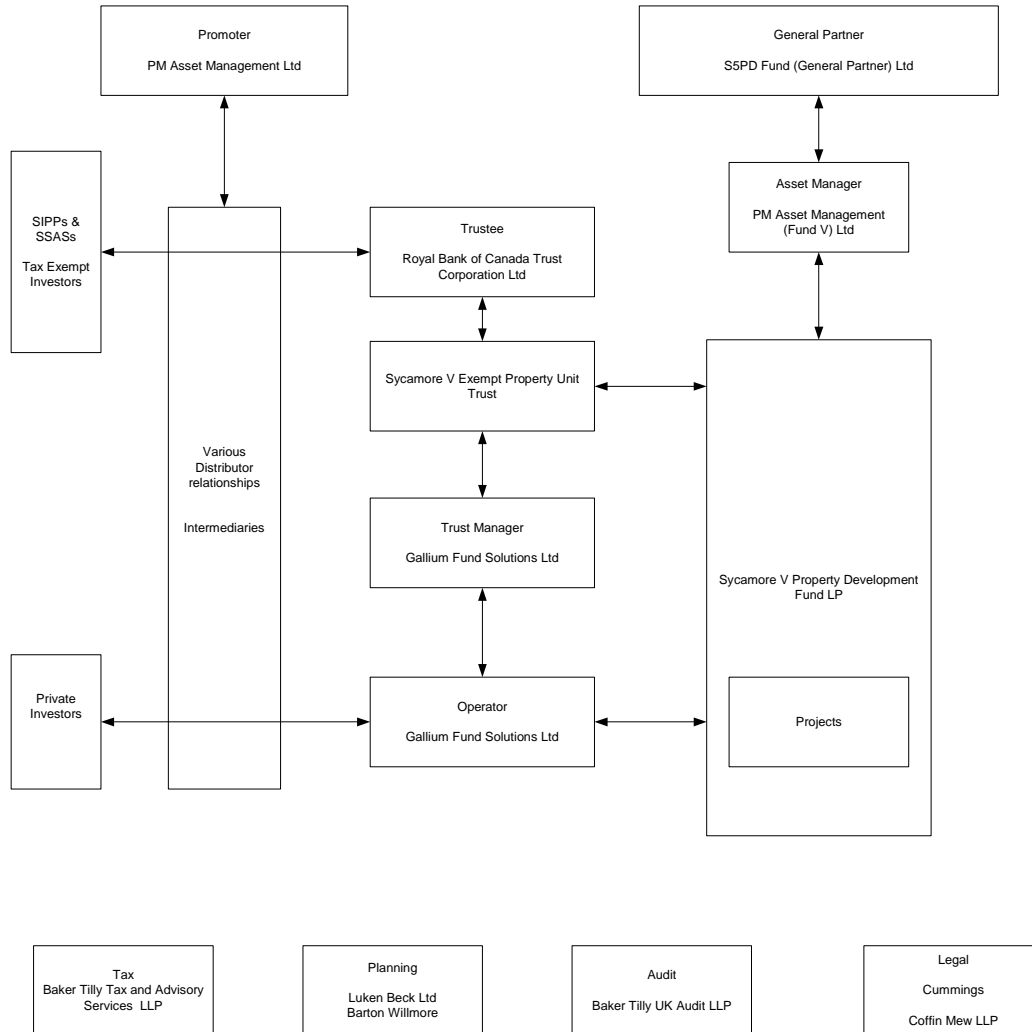 Promoter
PM Asset Management Ltd
General Partner
S5PD Fund (General Partner) Ltd
SIPPs &
SSASs
Tax Exempt
Investors
Trustee
Royal Bank of Canada Trust
Corporation Ltd
Asset Manager
PM Asset Management
(Fund V) Ltd
Sycamore V Exempt Property Unit
Trust
Various
Distributor
relationships
Intermediaries
Trust Manager
Gallium Fund Solutions Ltd
Sycamore V Property Development
Fund LP
Private
Investors
Operator
Gallium Fund Solutions Ltd
Projects
Tax
Baker Tilly Tax and Advisory
Services LLP
Planning
Luken Beck Ltd
Barton Willmore
Audit
Baker Tilly UK Audit LLP
Legal
Cummings
Coffin Mew LLP